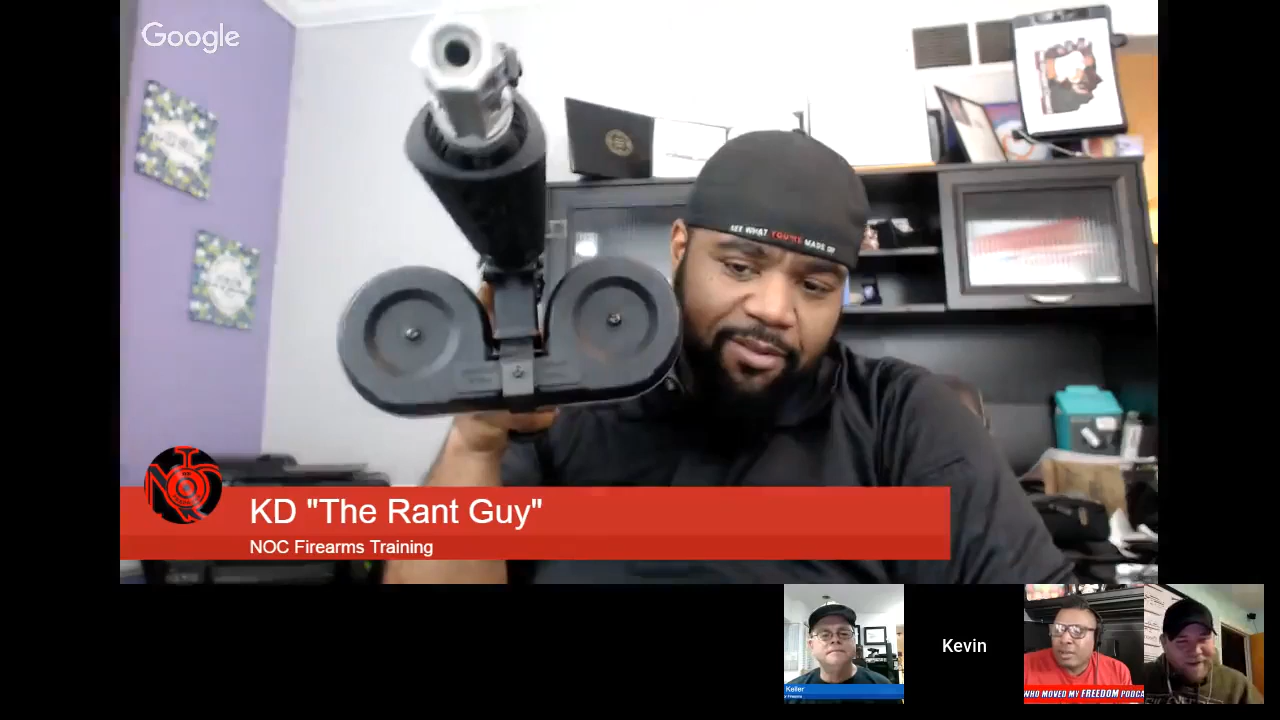 Google
SEE WHAT YOU'RE MADE OF
KD "The Rant Guy"
NOC Firearms Training
Kevin
Keller
WHO MOVED MY FREEDOM PODCA